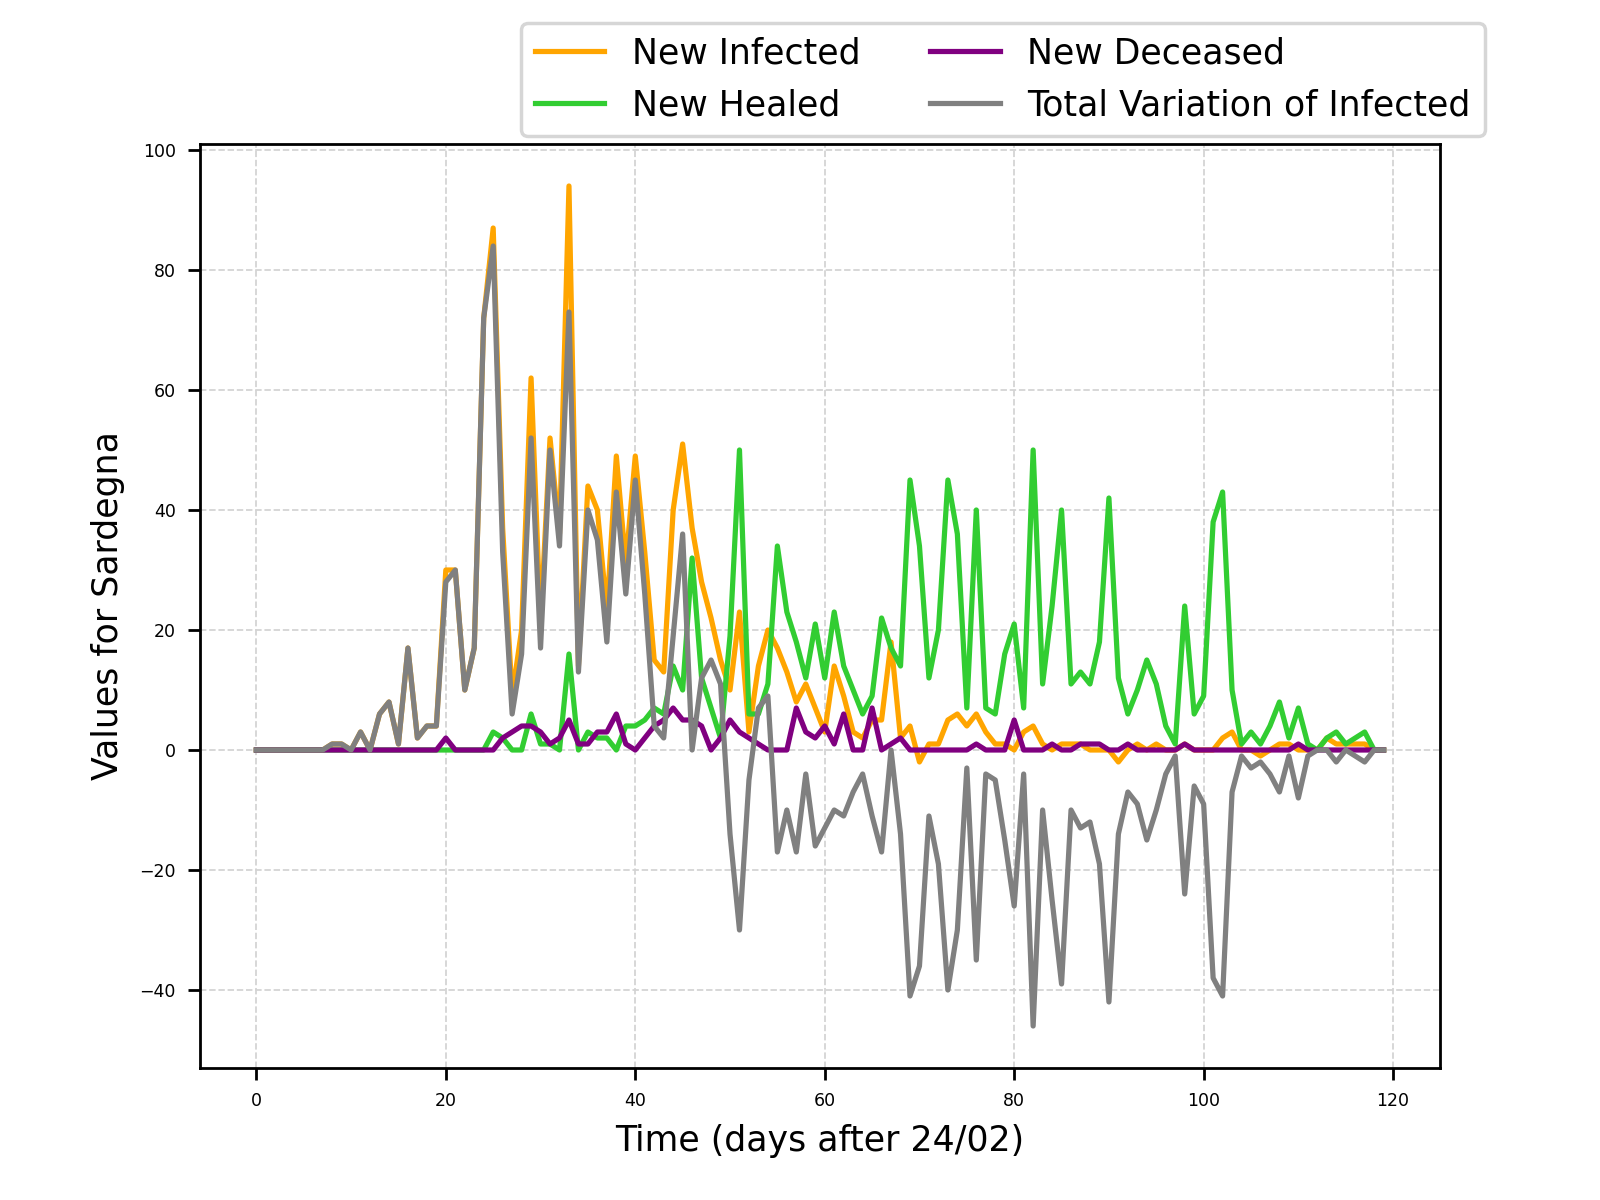 New Infected
New Deceased
New Healed
Total Variation of Infected
100
80
60
40
20
0
−20
−40
Values for Sardegna
0 20 40 60 80 100 120
Time (days after 24/02)